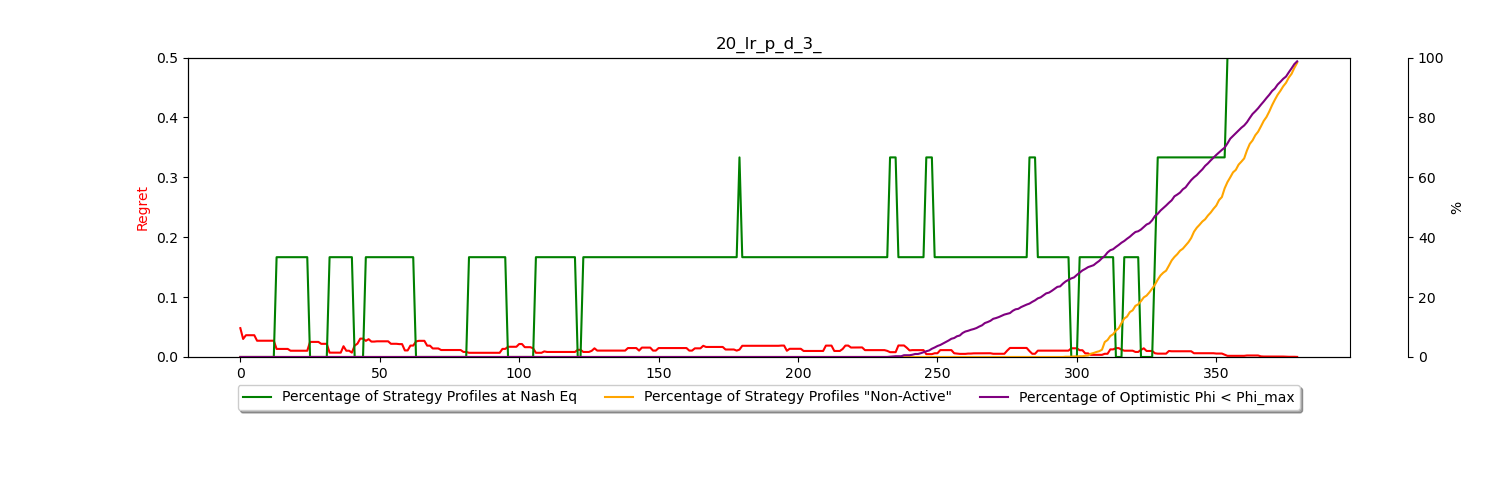 20_lr_p_d_3_
0.5
0.4
0.3
0.2
0.1
0.0
Regret
100
80
60
40
20
0
%
0 50 100 150 200 250 300 350
Percentage of Strategy Profiles at Nash Eq
Percentage of Strategy Profiles "Non-Active"
Percentage of Optimistic Phi < Phi_max